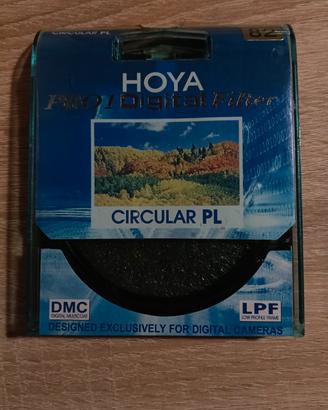 CIRCULAR PL 82
HOYA
PRO1 Digital Filter
CIRCULAR PL
DMC
DIGITAL MULTICOAT
LPF
LOW PROFILE FRAME
DESIGNED EXCLUSIVELY FOR DIGITAL CAMERAS